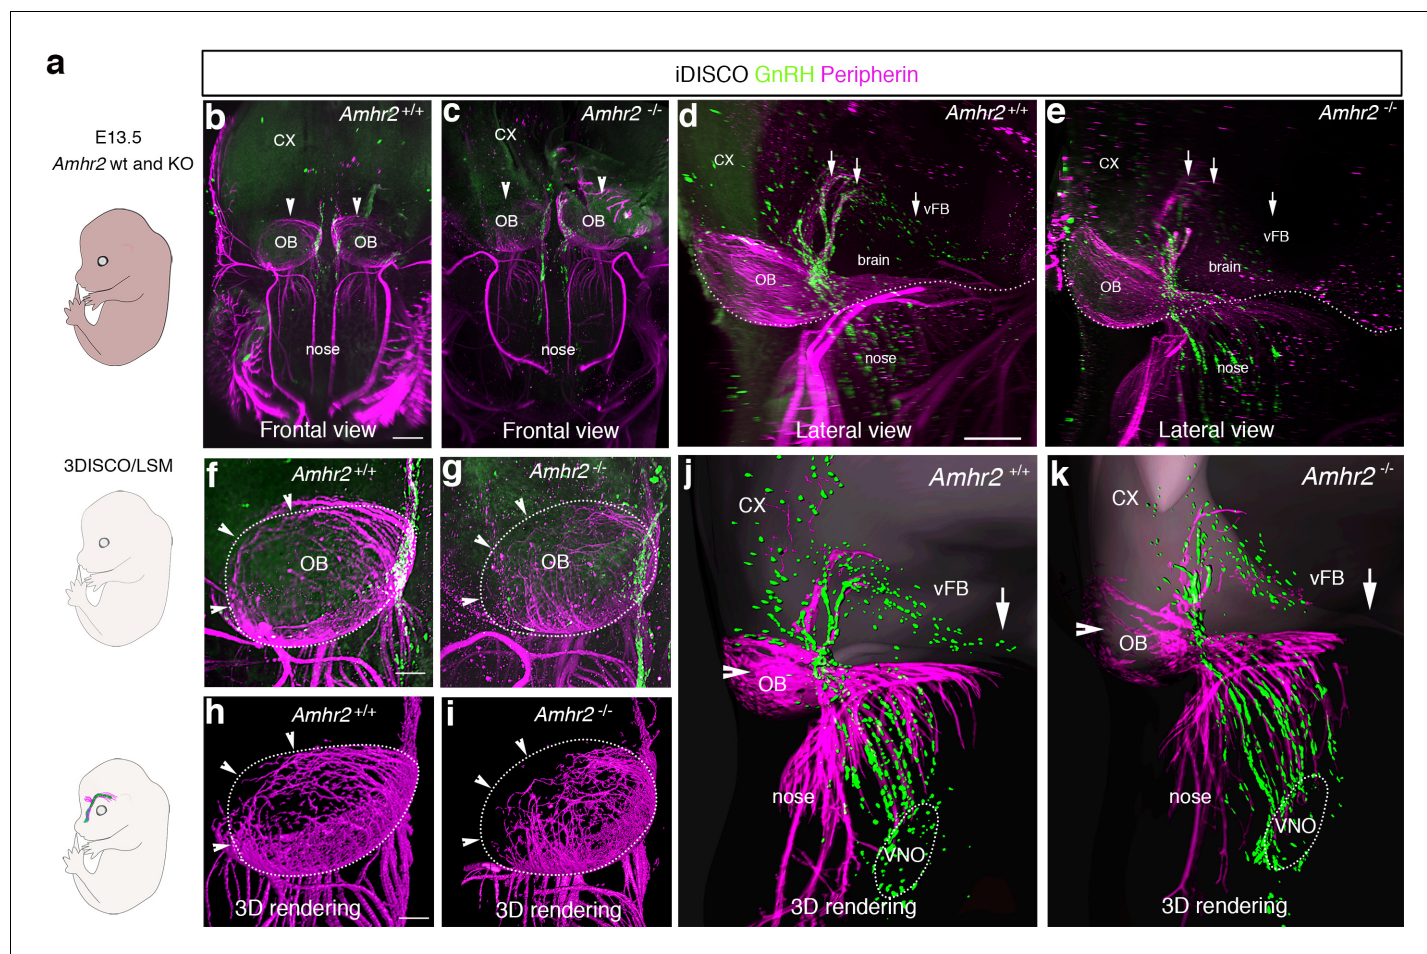 a
iDISCO GnRH Peripherin
E13.5
Amhr2 wt and KO
3DISCO/LSM
b
Amhr2 +/+
CX
OB
OB
nose
Frontal view
c
Amhr2 -/-
CX
OB
OB
nose
Frontal view
d
Amhr2 +/+
CX
vFB
brain
OB
nose
Lateral view
e
Amhr2 -/-
CX
vFB
brain
OB
nose
Lateral view
f
Amhr2 +/+
OB
g
Amhr2 -/-
OB
h
Amhr2 +/+
3D rendering
i
Amhr2 -/-
3D rendering
j
Amhr2 +/+
CX
vFB
OB
nose
VNO
3D rendering
k
Amhr2 -/-
CX
vFB
OB
nose
VNO
3D rendering